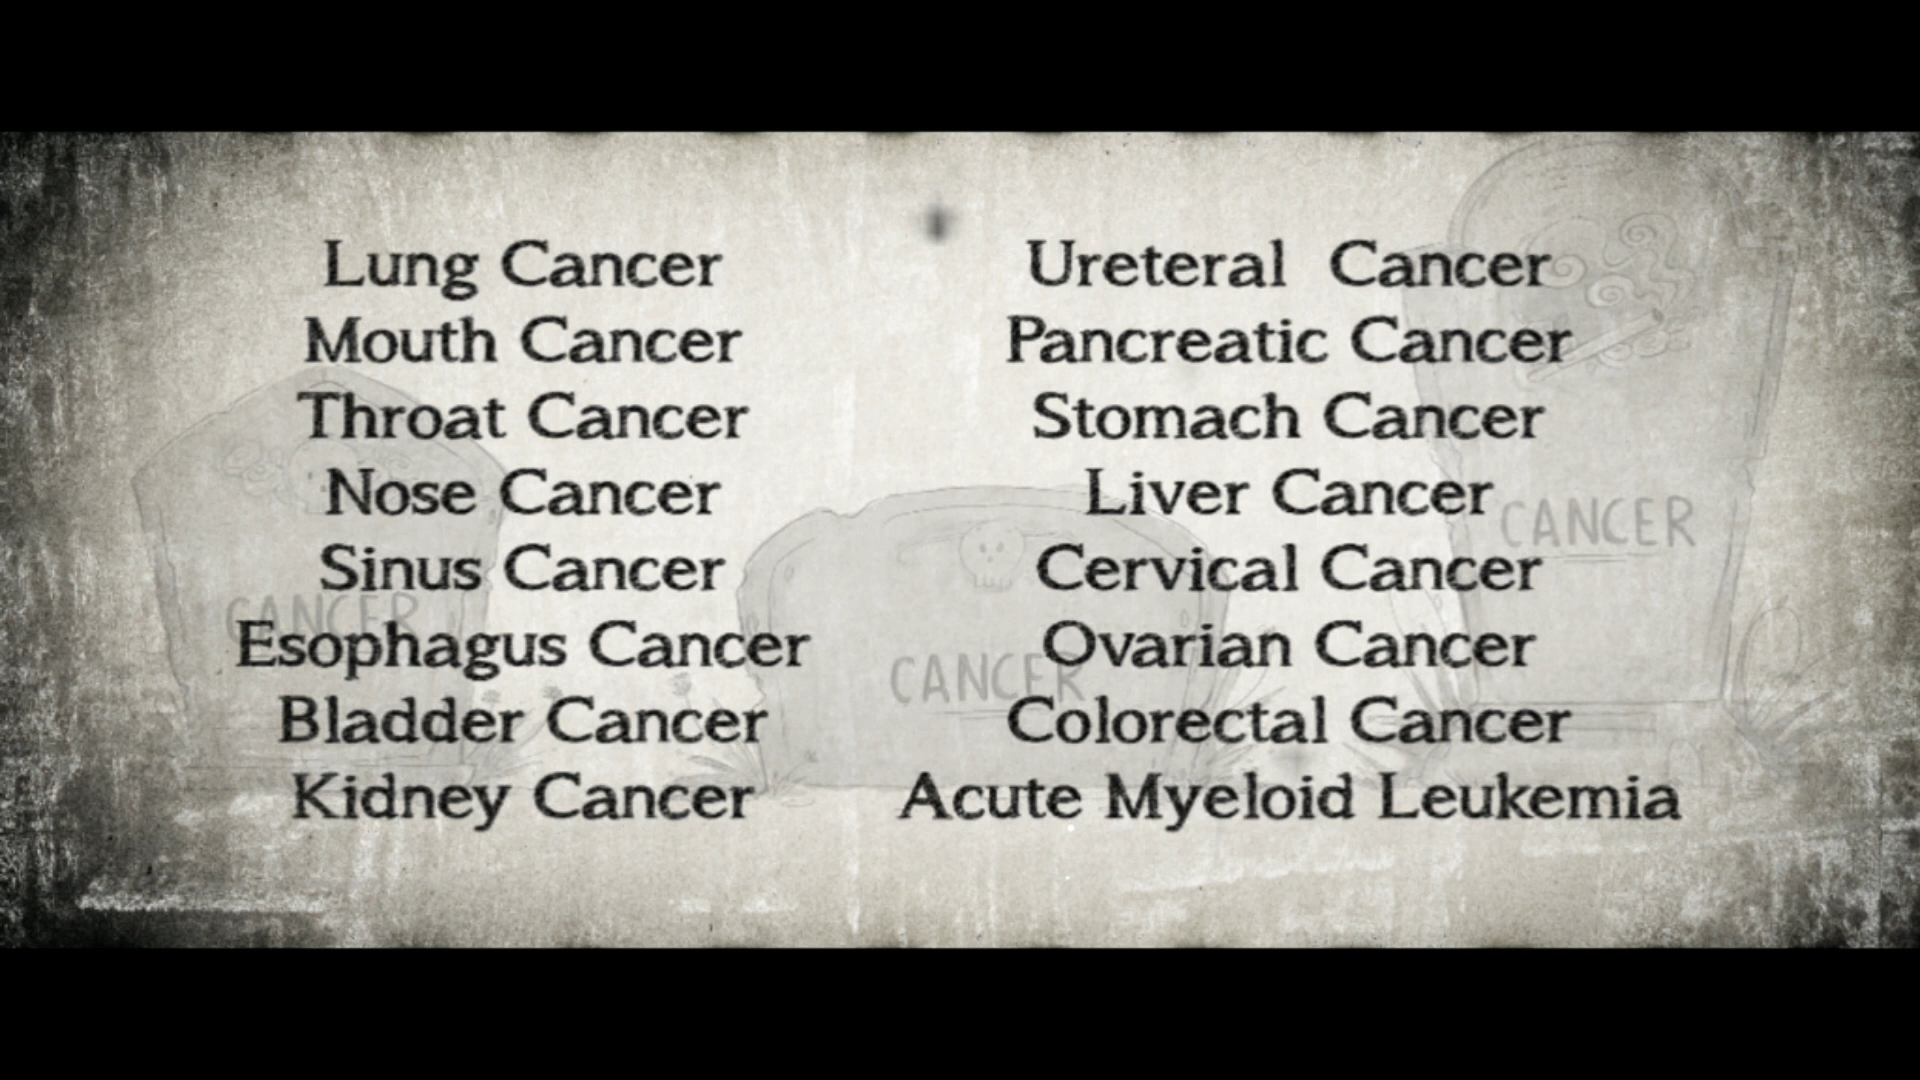 Lung Cancer
Mouth Cancer
Throat Cancer
Nose Cancer
Sinus Cancer
Esophagus Cancer
Bladder Cancer
Kidney Cancer
Ureteral  Cancer
Pancreatic Cancer
Stomach Cancer
Liver Cancer
Cervical Cancer
Ovarian Cancer
Colorectal Cancer
Acute Myeloid Leukemia
CANCER
CANCER
CANCER